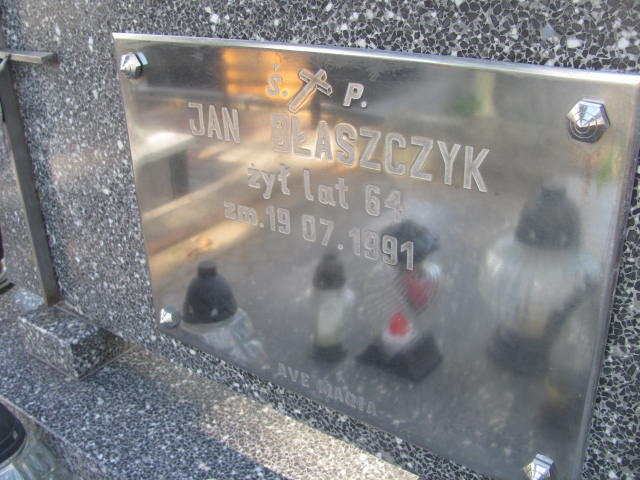 Ś. P.
JAN BŁASZCZYK
żył lat 64
zm. 19 07. 1991
AVE MARIA